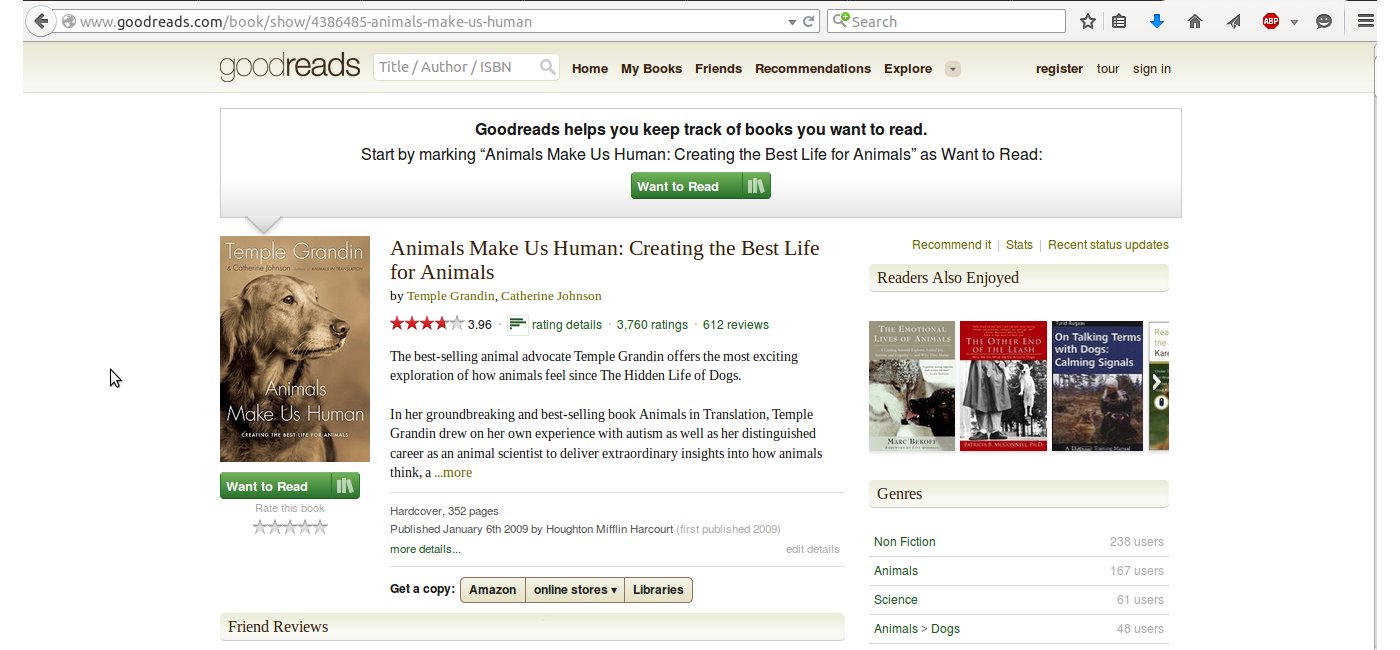 www.goodreads.com/book/show/4386485-animals-make-us-human
Search
ABP
goodreads
Title / Author / ISBN
Home My Books Friends Recommendations Explore
register tour sign in
Goodreads helps you keep track of books you want to read.
Start by marking “Animals Make Us Human: Creating the Best Life for Animals” as Want to Read:
Want to Read
Temple Grandin
& Catherine Johnson authors of ANIMALS IN TRANSLATION
Animals
Make Us Human
CREATING THE BEST LIFE FOR ANIMALS
Want to Read
Rate this book
Animals Make Us Human: Creating the Best Life
for Animals
by Temple Grandin, Catherine Johnson
3.96 · rating details · 3,760 ratings · 612 reviews
The best-selling animal advocate Temple Grandin offers the most exciting
exploration of how animals feel since The Hidden Life of Dogs.
In her groundbreaking and best-selling book Animals in Translation, Temple
Grandin drew on her own experience with autism as well as her distinguished
career as an animal scientist to deliver extraordinary insights into how animals
think, a ...more
Hardcover, 352 pages
Published January 6th 2009 by Houghton Mifflin Harcourt (first published 2009)
more details...
edit details
Get a copy: Amazon online stores ▾ Libraries
Friend Reviews
Recommend it | Stats | Recent status updates
Readers Also Enjoyed
THE EMOTIONAL
LIVES OF ANIMALS
MARC BEKOFF
THE OTHER END
OF THE LEASH
PATRICIA B. MCCONNELL, PH.D.
Turid Rugaas
On Talking Terms
with Dogs:
Calming Signals
Rea
the
Kare
Genres
Non Fiction 238 users
Animals 167 users
Science 61 users
Animals > Dogs 48 users